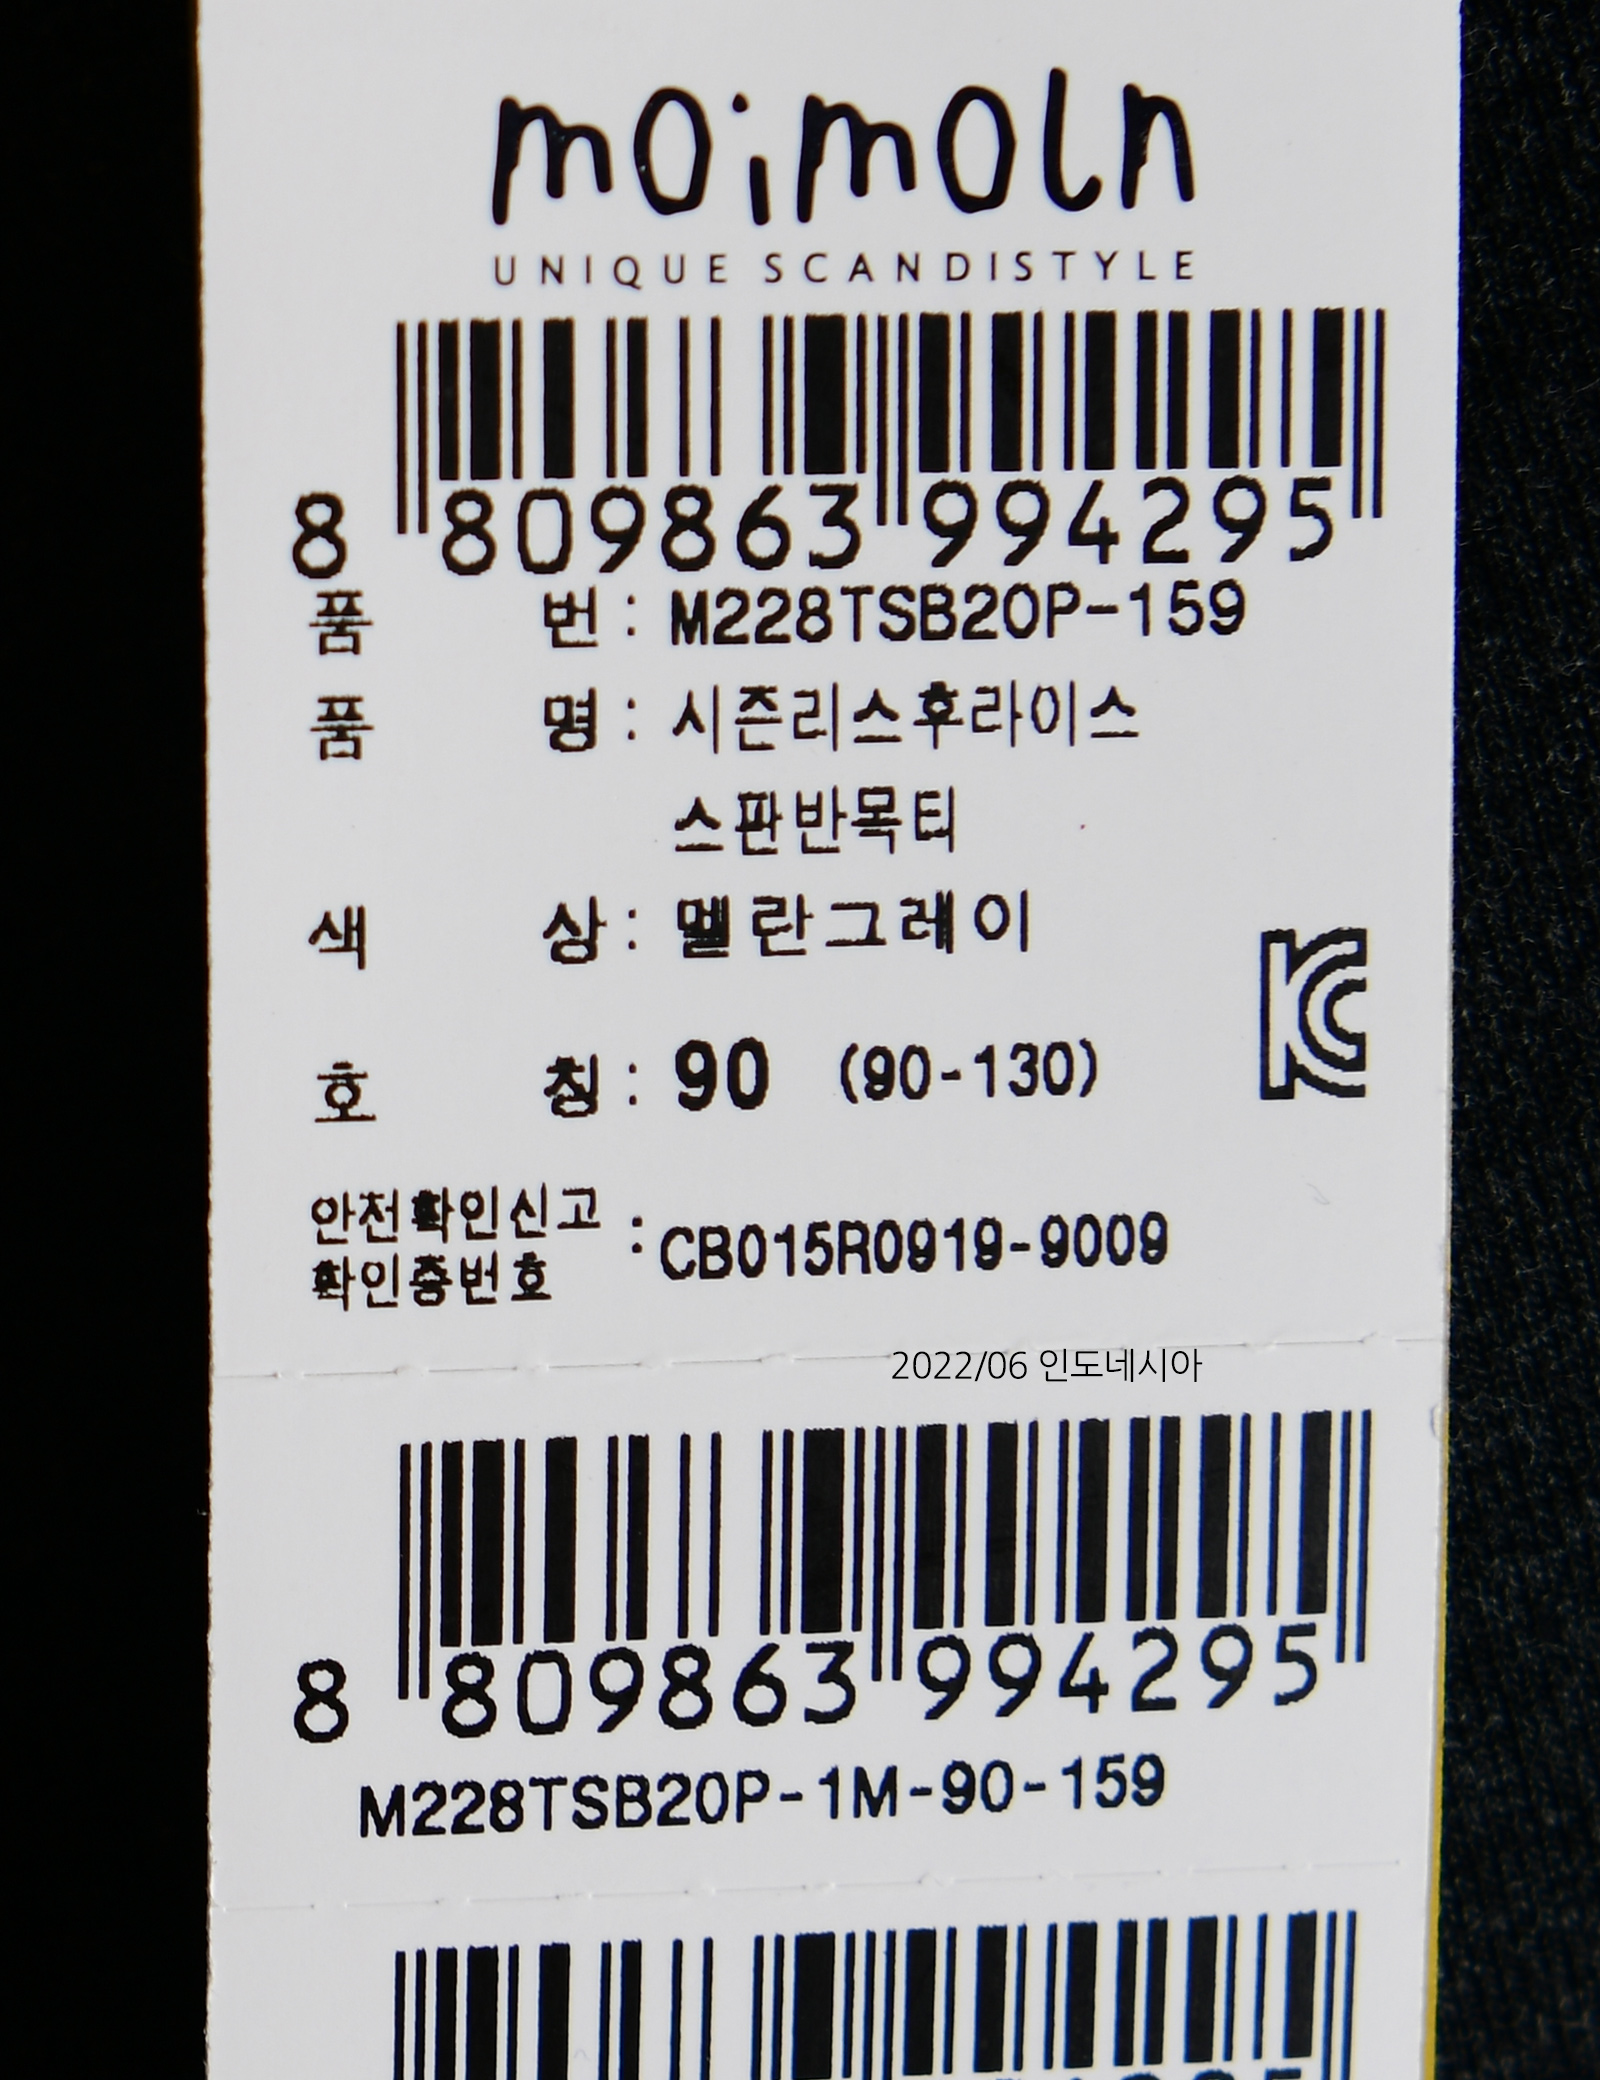 moimoln
UNIQUE SCANDISTYLE
8 809863 994295
품 번 : M228TSB20P-159
품 명 : 시즌리스후라이스
스판반목티
색 상 : 멜란그레이
호 칭 : 90 (90-130)
안전확인신고
확인증번호 : CB015R0919-9009
2022/06 인도네시아
8 809863 994295
M228TSB20P-1M-90-159